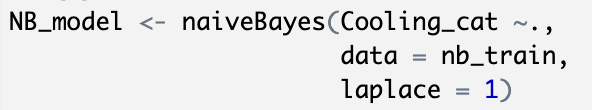 NB_model <- naiveBayes(Cooling_cat ~.,
                       data = nb_train,
                       laplace = 1)